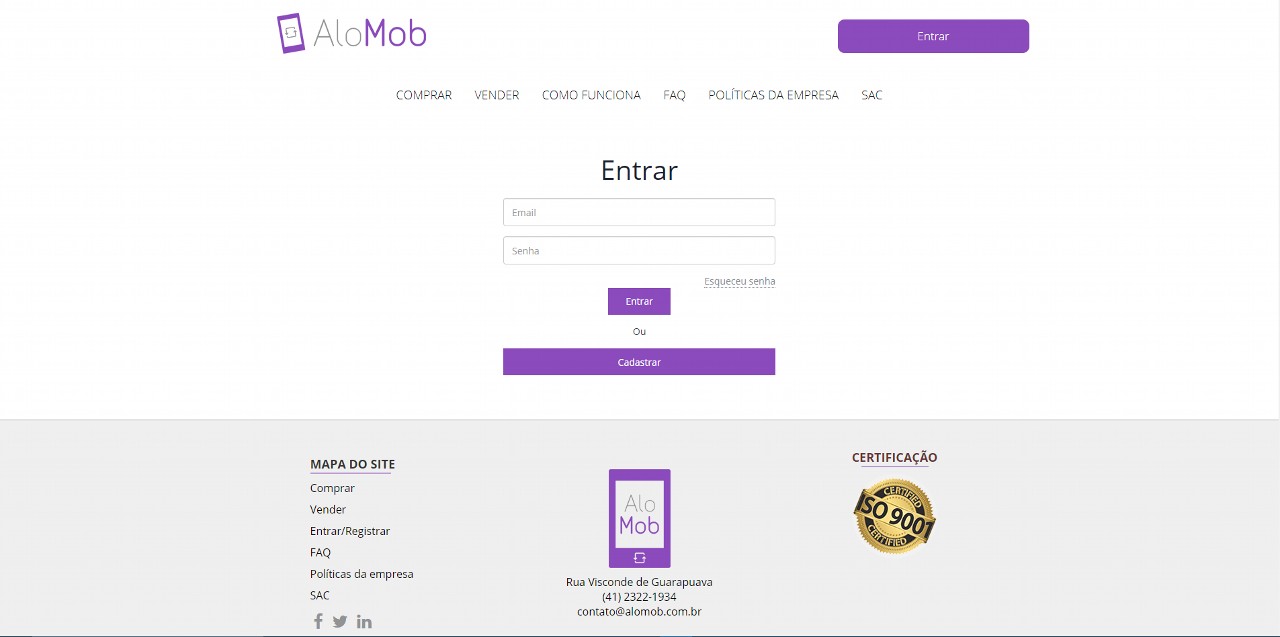 AloMob
Entrar
COMPRAR VENDER COMO FUNCIONA FAQ POLÍTICAS DA EMPRESA SAC
Entrar
Email
Senha
Esqueceu senha
Entrar
Ou
Cadastrar
MAPA DO SITE
Comprar
Vender
Entrar/Registrar
FAQ
Políticas da empresa
SAC
Alo
Mob
Rua Visconde de Guarapuava
(41) 2322-1934
contato@alomob.com.br
CERTIFICAÇÃO
CERTIFIED
ISO 9001
CERTIFIED